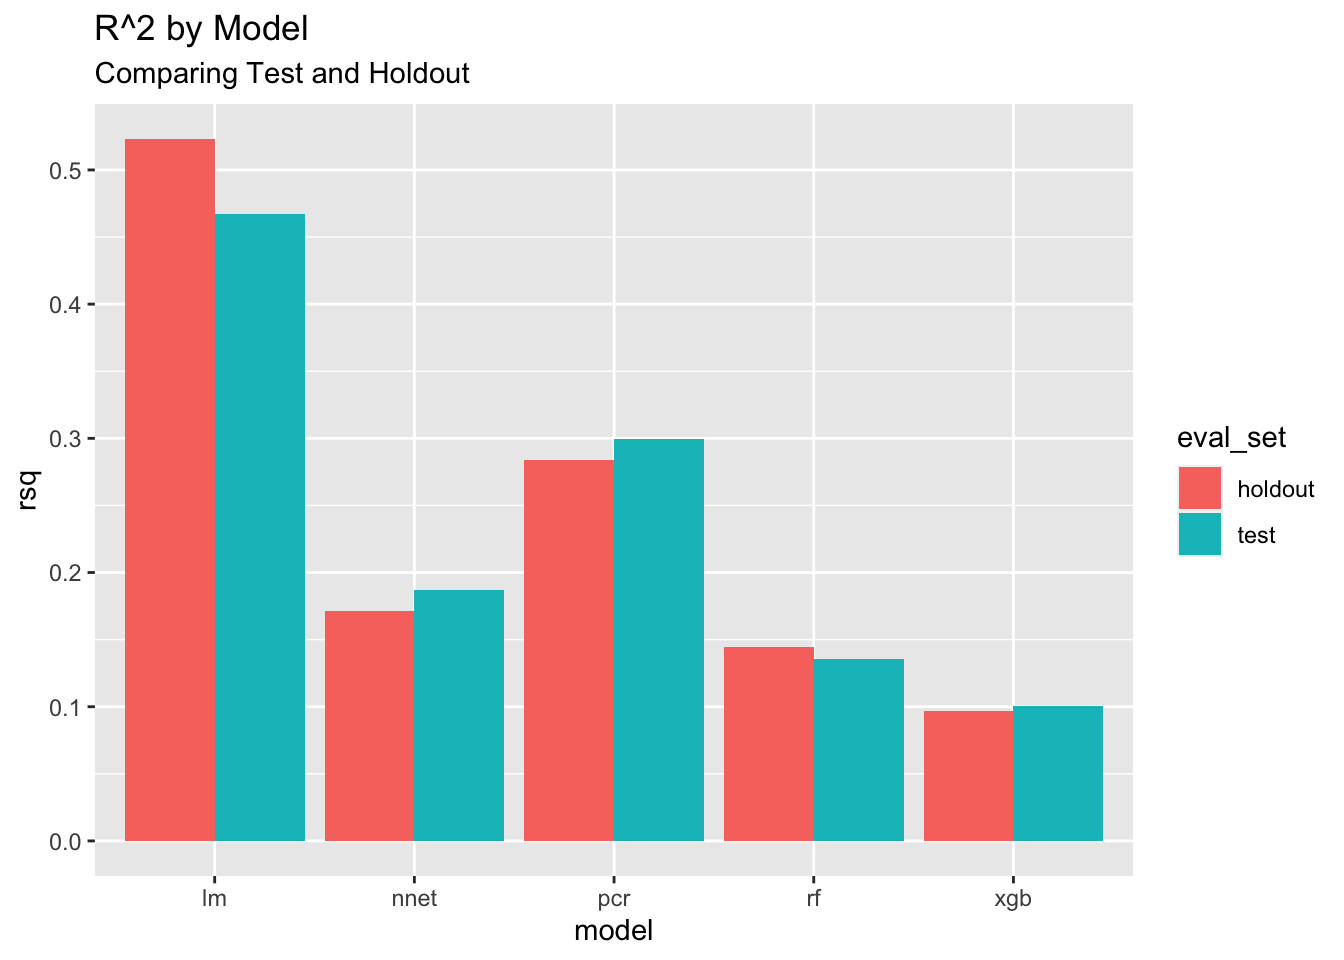 R^2 by Model
Comparing Test and Holdout
0.5
0.4
0.3
0.2
0.1
0.0
rsq
lm nnet pcr rf xgb
model
eval_set
holdout
test